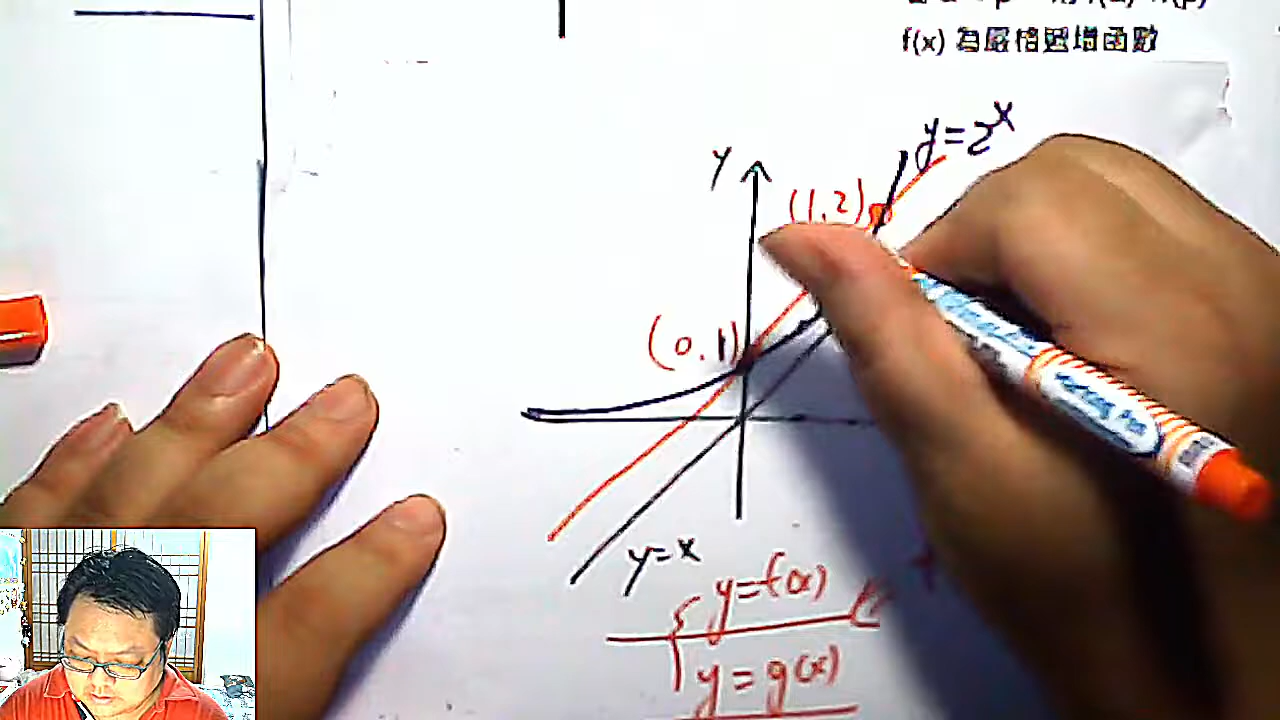 f(x) 為嚴格遞增函數
y=2^x
y
(1,2)
(0,1)
y=x
y=f(x)
y=g(x)